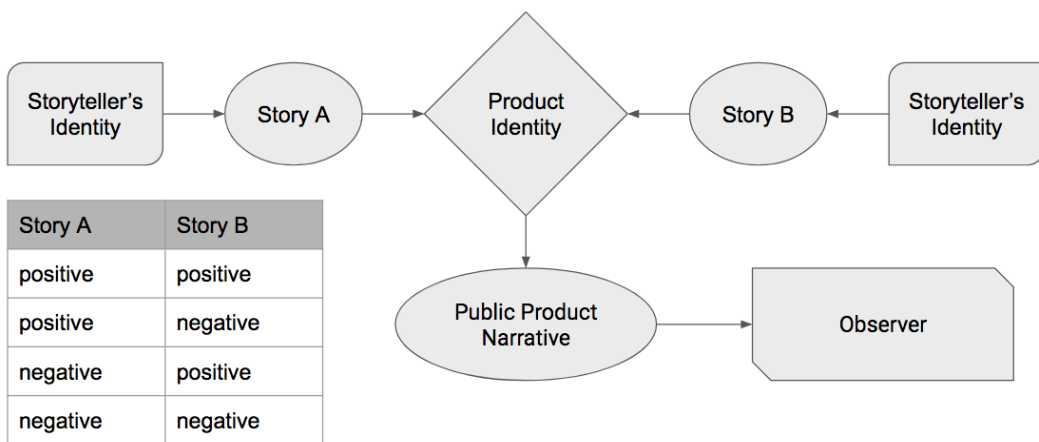 Storyteller's
Identity
Story A
Product
Identity
Story B
Storyteller's
Identity
Story A Story B
positive positive
positive negative
negative positive
negative negative
Public Product
Narrative
Observer